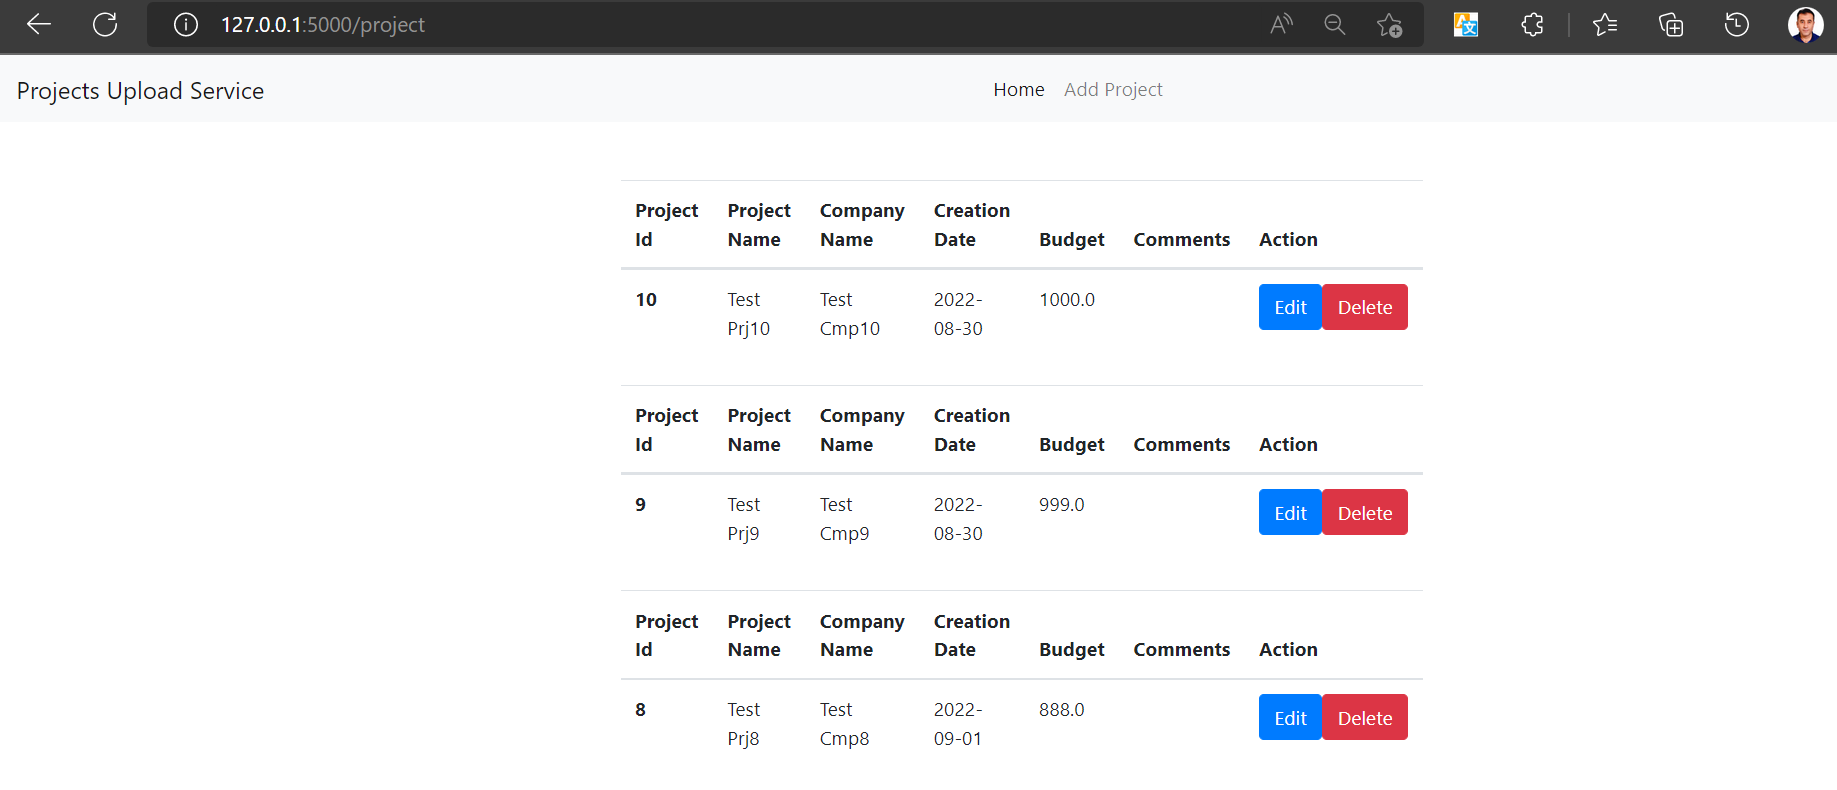 127.0.0.1:5000/project
Projects Upload Service
Home Add Project
Project Id Project Name Company Name Creation Date Budget Comments Action
10 Test Prj10 Test Cmp10 2022-08-30 1000.0 Edit Delete
Project Id Project Name Company Name Creation Date Budget Comments Action
9 Test Prj9 Test Cmp9 2022-08-30 999.0 Edit Delete
Project Id Project Name Company Name Creation Date Budget Comments Action
8 Test Prj8 Test Cmp8 2022-09-01 888.0 Edit Delete